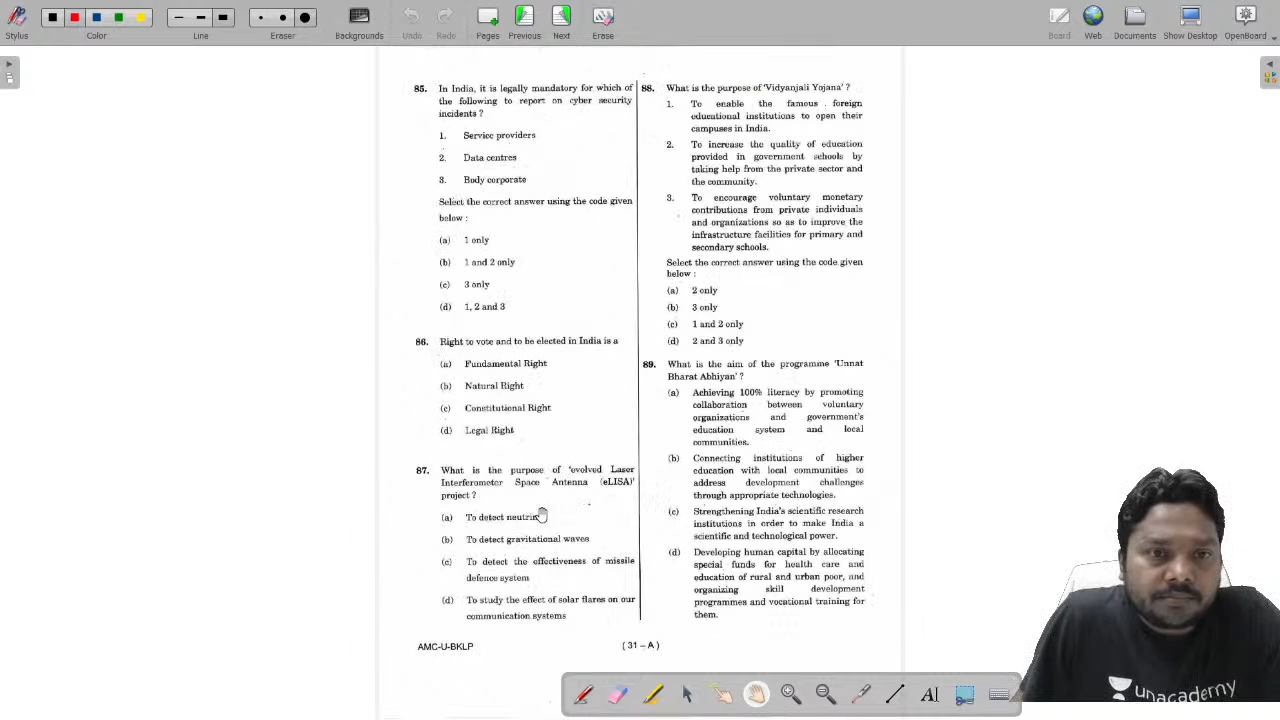 Stylus
Color
Line
Eraser
Backgrounds
Undo
Redo
Pages
Previous
Next
Erase
Board
Web
Documents
Show Desktop
OpenBoard
85. In India, it is legally mandatory for which of
the following to report on cyber security
incidents ?
1. Service providers
2. Data centres
3. Body corporate
Select the correct answer using the code given
below :
(a) 1 only
(b) 1 and 2 only
(c) 3 only
(d) 1, 2 and 3
86. Right to vote and to be elected in India is a
(a) Fundamental Right
(b) Natural Right
(c) Constitutional Right
(d) Legal Right
87. What is the purpose of 'evolved Laser
Interferometer Space Antenna (eLISA)'
project ?
(a) To detect
(b) To detect gravitational waves
(c) To detect the effectiveness of missile
defence system
(d) To study the effect of solar flares on our
communication systems
88. What is the purpose of 'Vidyanjali Yojana' ?
1. To enable the famous foreign
educational institutions to open their
campuses in India.
2. To increase the quality of education
provided in government schools by
taking help from the private sector and
the community.
3. To encourage voluntary monetary
contributions from private individuals
and organizations so as to improve the
infrastructure facilities for primary and
secondary schools.
Select the correct answer using the code given
below :
(a) 2 only
(b) 3 only
(c) 1 and 2 only
(d) 2 and 3 only
89. What is the aim of the programme 'Unnat
Bharat Abhiyan' ?
(a) Achieving 100% literacy by promoting
collaboration between voluntary
organizations and government's
education system and local
communities.
(b) Connecting institutions of higher
education with local communities to
address development challenges
through appropriate technologies.
(c) Strengthening India's scientific research
institutions in order to make India a
scientific and technological power.
(d) Developing human capital by allocating
special funds for health care and
education of rural and urban poor, and
organizing skill development
programmes and vocational training for
them.
AMC-U-BKLP
( 31 – A )
unacademy